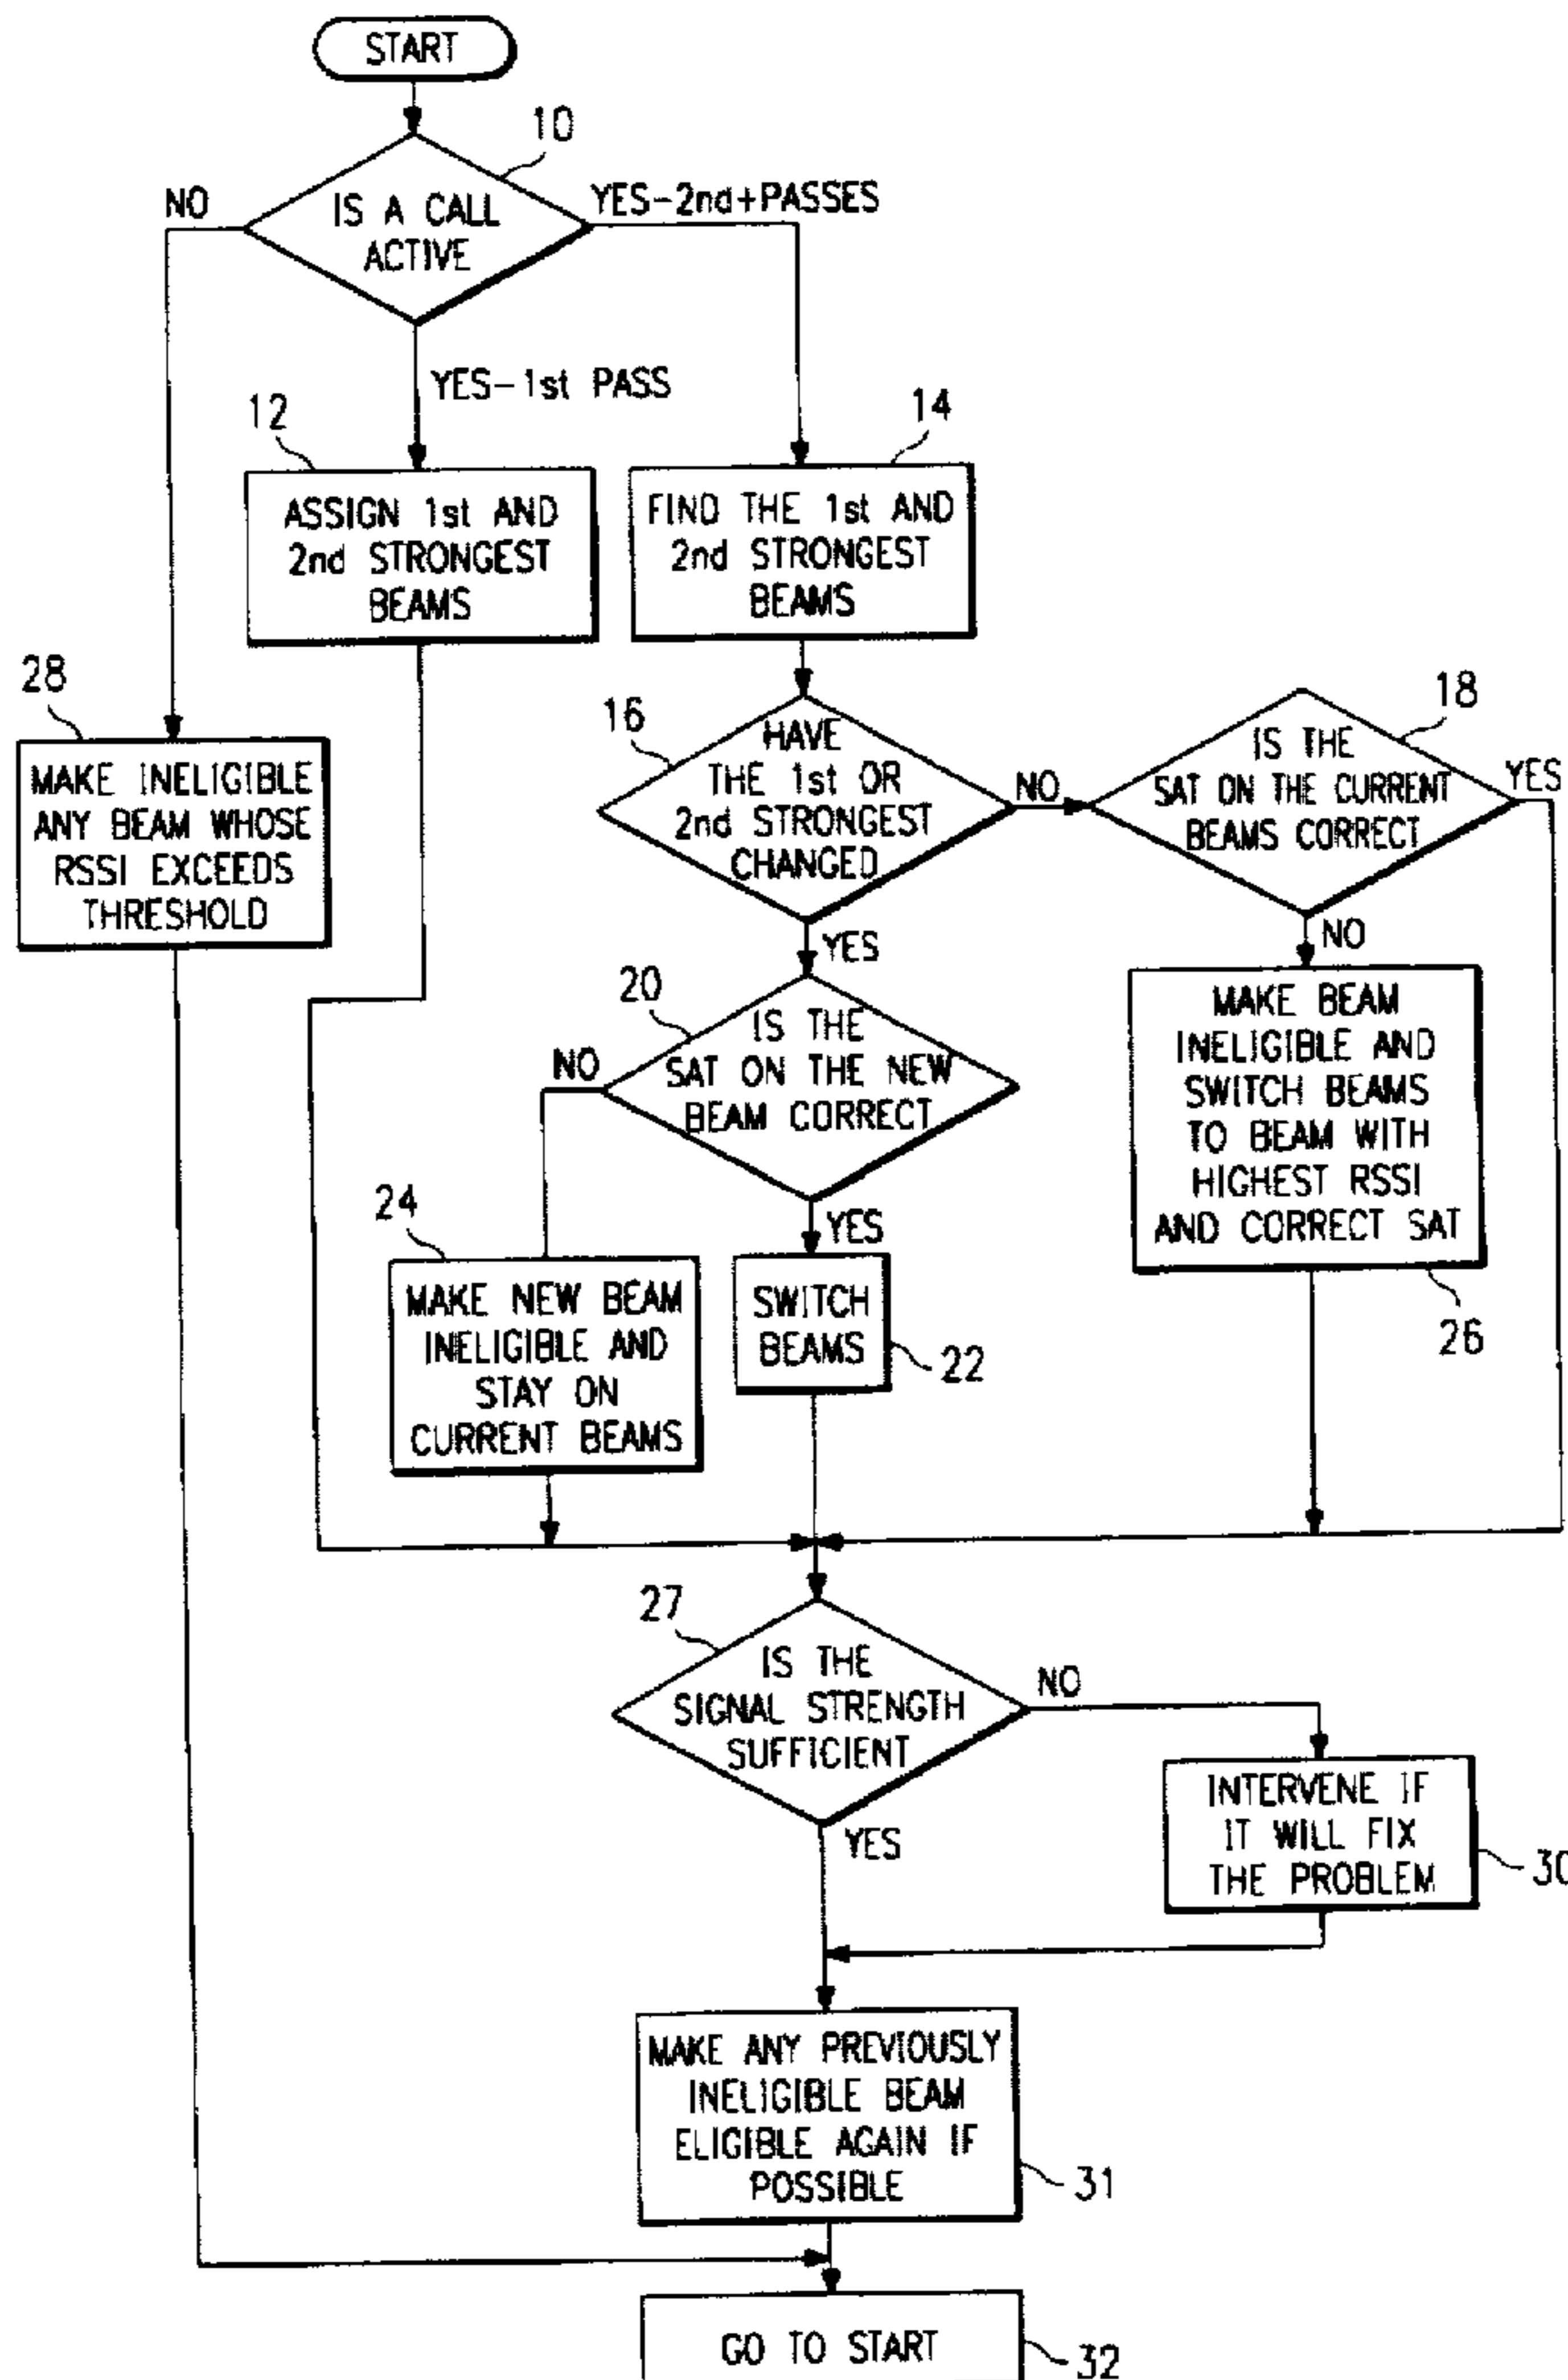 START
10
NO
IS A CALL
ACTIVE
YES-2nd+PASSES
YES-1st PASS
12
ASSIGN 1st AND
2nd STRONGEST
BEAMS
14
FIND THE 1st AND
2nd STRONGEST
BEAMS
28
MAKE INELIGIBLE
ANY BEAM WHOSE
RSSI EXCEEDS
THRESHOLD
16
HAVE
THE 1st OR
2nd STRONGEST
CHANGED
NO
18
IS THE
SAT ON THE CURRENT
BEAMS CORRECT
YES
YES
NO
20
IS THE
SAT ON THE NEW
BEAM CORRECT
NO
YES
MAKE BEAM
INELIGIBLE AND
SWITCH BEAMS
TO BEAM WITH
HIGHEST RSSI
AND CORRECT SAT
26
24
MAKE NEW BEAM
INELIGIBLE AND
STAY ON
CURRENT BEAMS
SWITCH
BEAMS
22
27
IS THE
SIGNAL STRENGTH
SUFFICIENT
NO
YES
INTERVENE IF
IT WILL FIX
THE PROBLEM
30
MAKE ANY PREVIOUSLY
INELIGIBLE BEAM
ELIGIBLE AGAIN IF
POSSIBLE
31
GO TO START
32